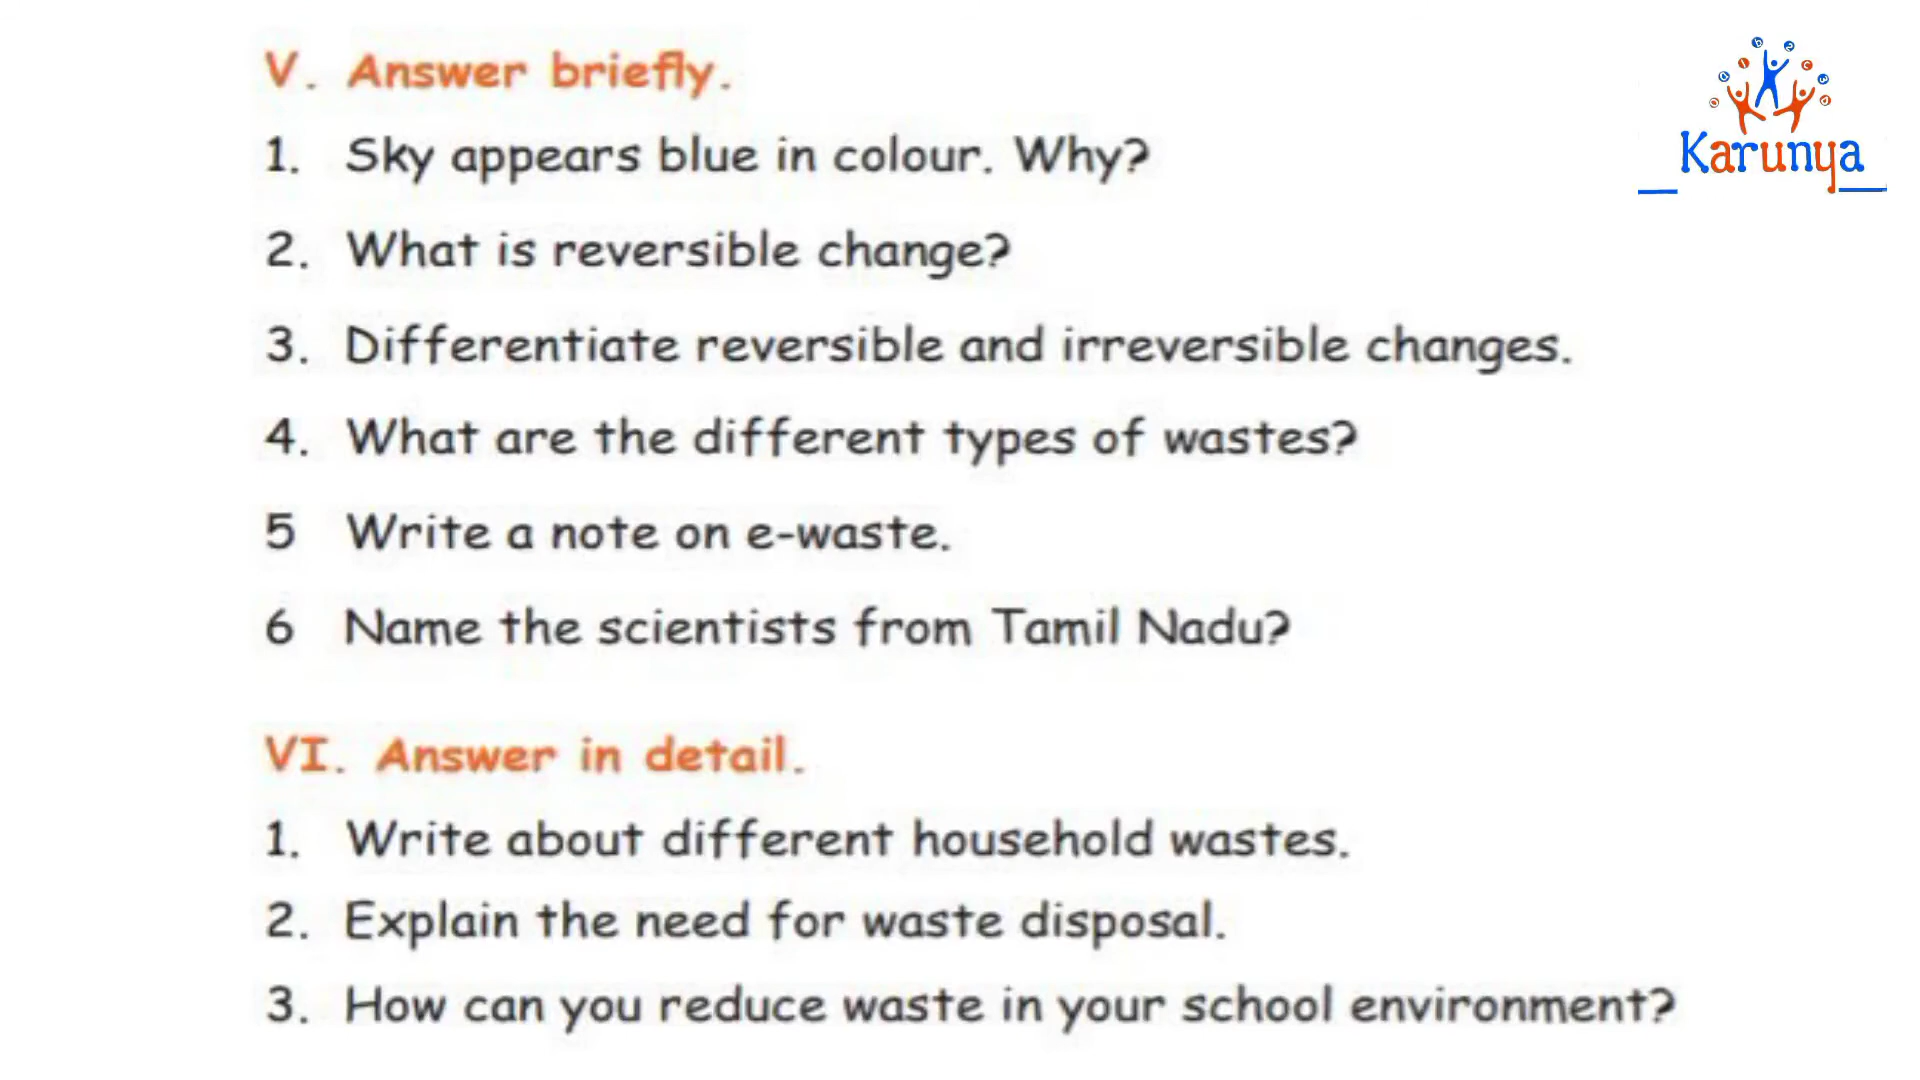 V. Answer briefly.
1. Sky appears blue in colour. Why?
2. What is reversible change?
3. Differentiate reversible and irreversible changes.
4. What are the different types of wastes?
5 Write a note on e-waste.
6 Name the scientists from Tamil Nadu?
VI. Answer in detail.
1. Write about different household wastes.
2. Explain the need for waste disposal.
3. How can you reduce waste in your school environment?
Karunya